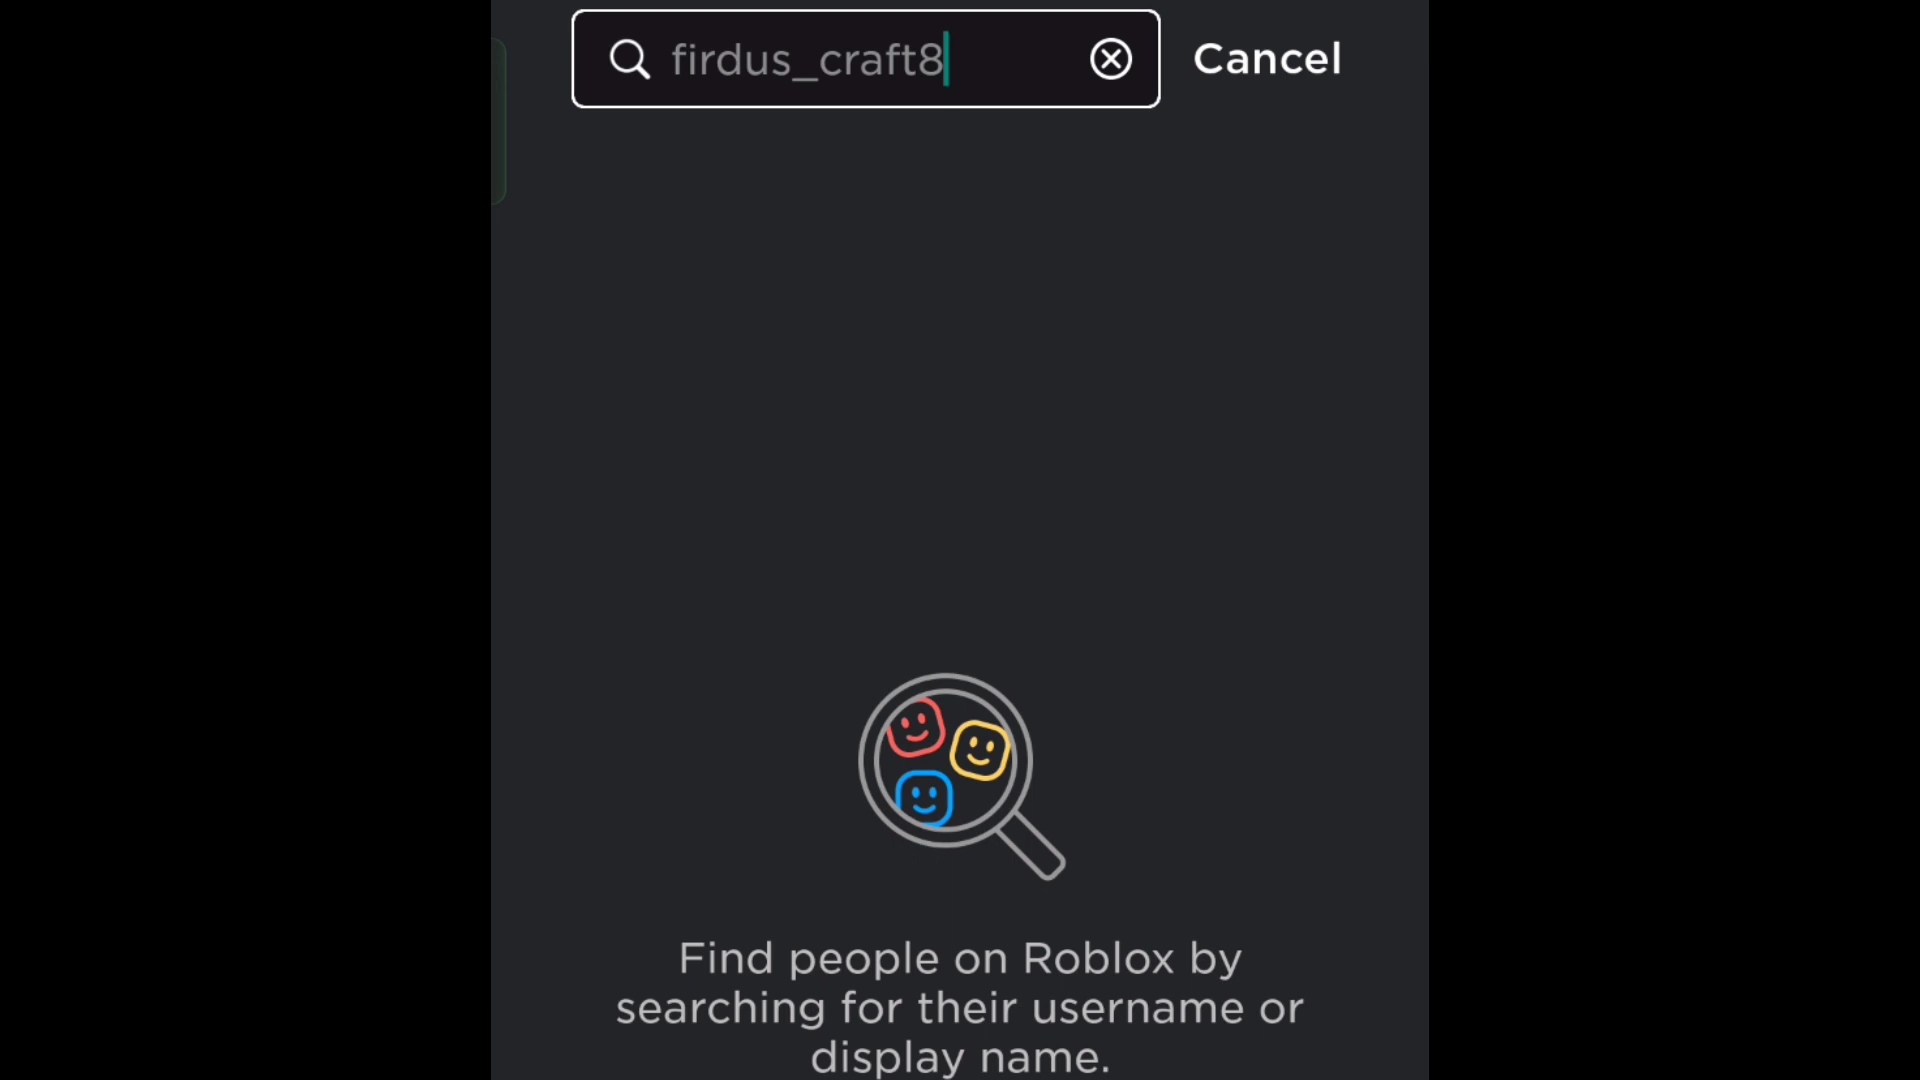 firdus_craft8
Cancel
Find people on Roblox by
searching for their username or
display name.